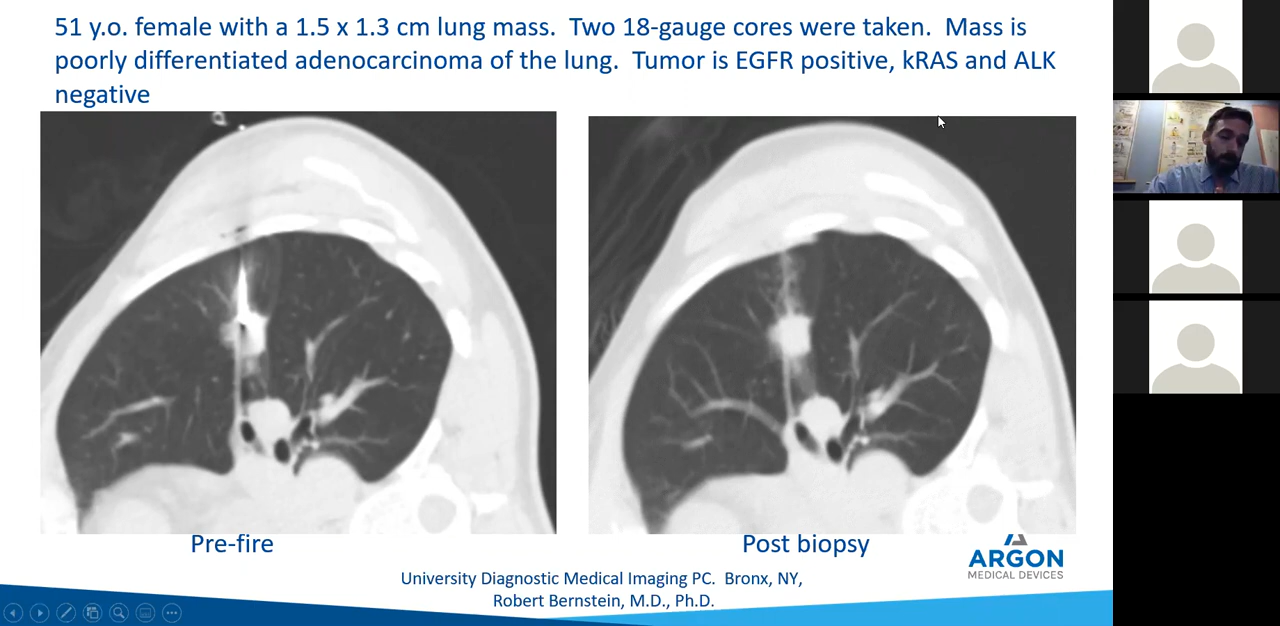 51 y.o. female with a 1.5 x 1.3 cm lung mass.  Two 18-gauge cores were taken.  Mass is
poorly differentiated adenocarcinoma of the lung.  Tumor is EGFR positive, kRAS and ALK
negative
Pre-fire
Post biopsy
ARGON
MEDICAL DEVICES
University Diagnostic Medical Imaging PC.  Bronx, NY,
Robert Bernstein, M.D., Ph.D.